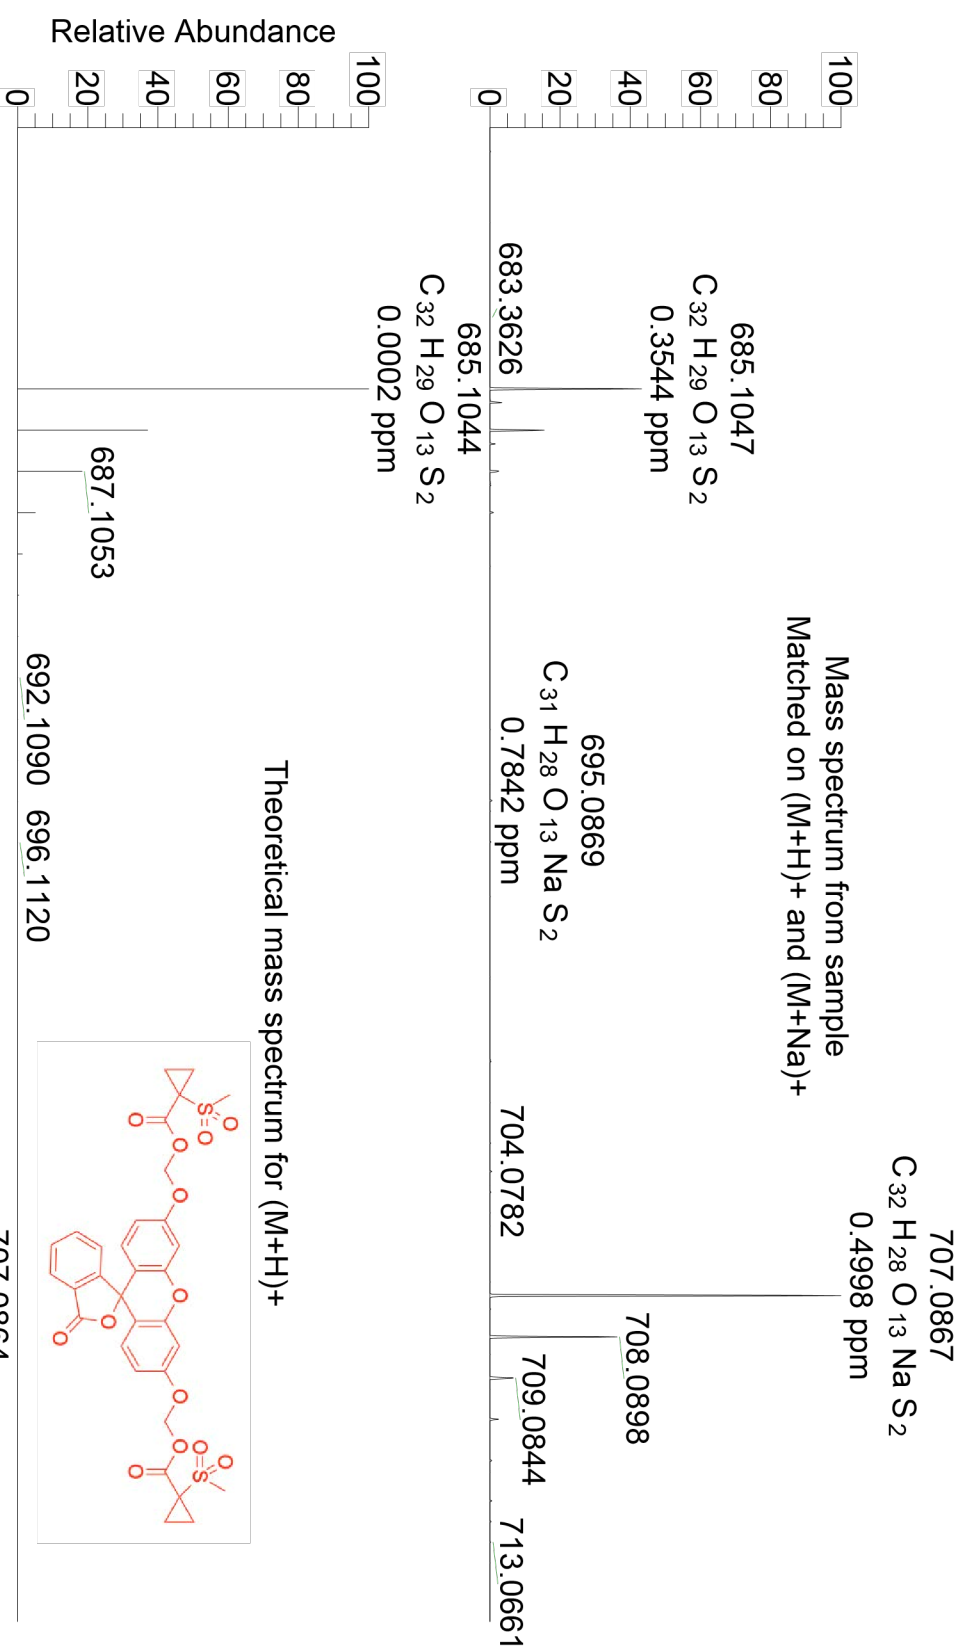 Relative Abundance
100
80
60
40
20
0
Mass spectrum from sample
Matched on (M+H)+ and (M+Na)+
683.3626
685.1047
C 32 H 29 O 13 S 2
0.3544 ppm
695.0869
C 31 H 28 O 13 Na S 2
0.7842 ppm
704.0782
707.0867
C 32 H 28 O 13 Na S 2
0.4998 ppm
708.0898
709.0844
713.0661
100
80
60
40
20
0
685.1044
C 32 H 29 O 13 S 2
0.0002 ppm
687.1053
692.1090
696.1120
Theoretical mass spectrum for (M+H)+
O
O
S
O
O
O
O
O
O
O
O
O
S
O
O